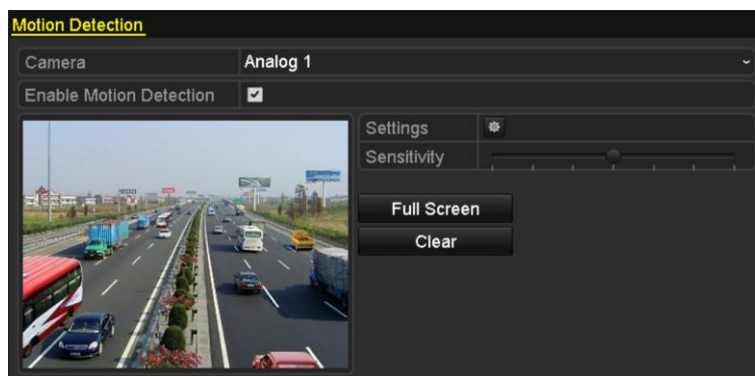 Motion Detection
Camera Analog 1
Enable Motion Detection
Settings
Sensitivity
Full Screen
Clear